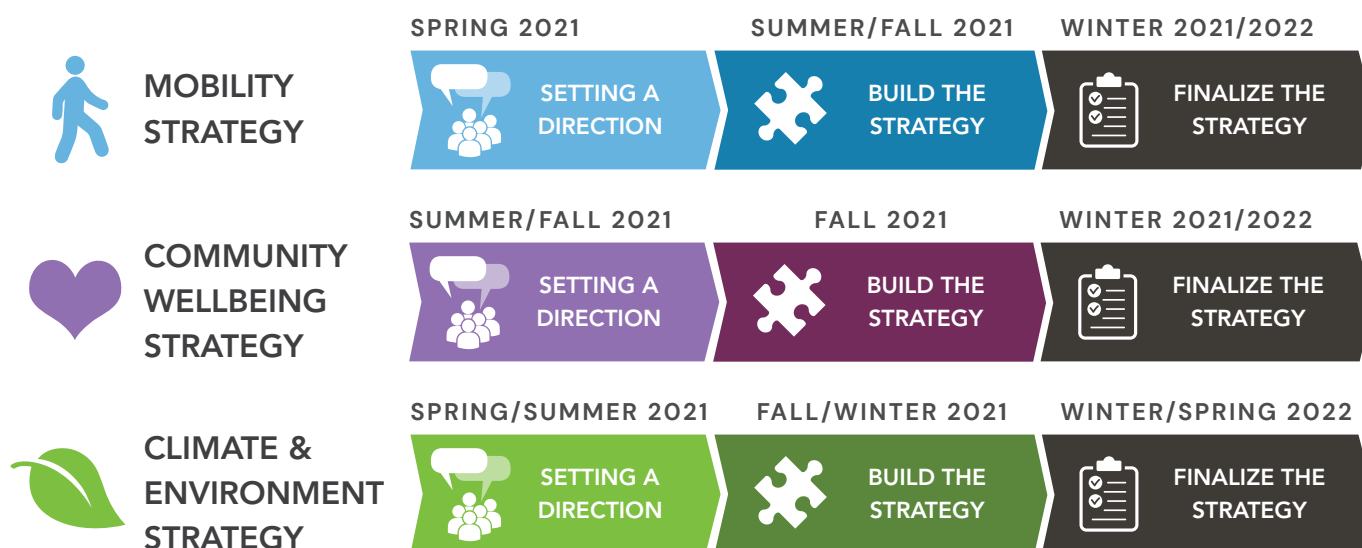 SPRING 2021
SUMMER/FALL 2021
WINTER 2021/2022
MOBILITY
STRATEGY
SETTING A
DIRECTION
BUILD THE
STRATEGY
FINALIZE THE
STRATEGY
SUMMER/FALL 2021
FALL 2021
WINTER 2021/2022
COMMUNITY
WELLBEING
STRATEGY
SETTING A
DIRECTION
BUILD THE
STRATEGY
FINALIZE THE
STRATEGY
SPRING/SUMMER 2021
FALL/WINTER 2021
WINTER/SPRING 2022
CLIMATE &
ENVIRONMENT
STRATEGY
SETTING A
DIRECTION
BUILD THE
STRATEGY
FINALIZE THE
STRATEGY